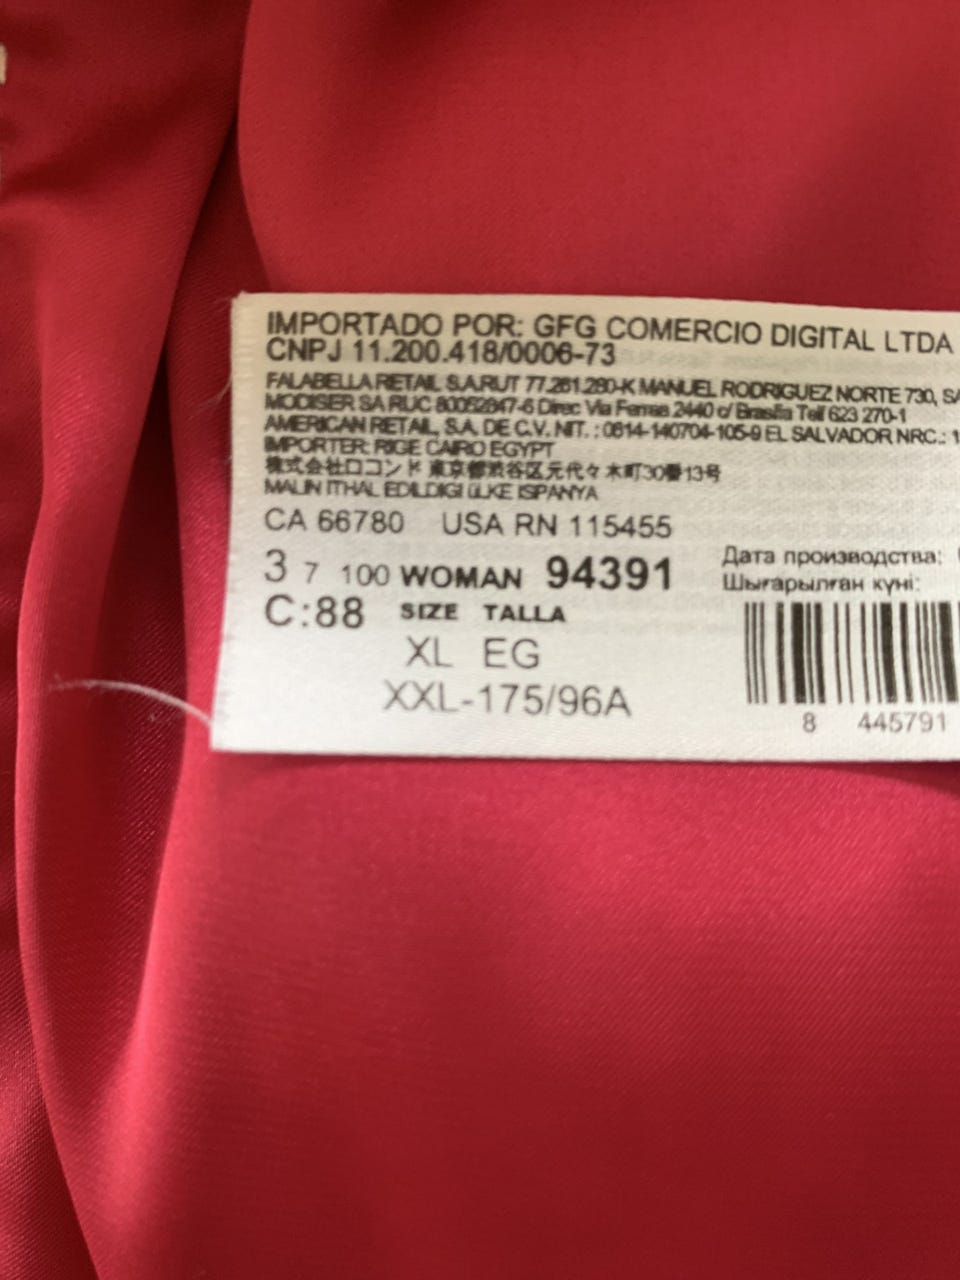 IMPORTADO POR: GFG COMERCIO DIGITAL LTDA
CNPJ 11.200.418/0006-73
FALABELLA RETAIL S.A.RUT 77.261.280-K MANUEL RODRIGUEZ NORTE 730, SA
MODISER SA RUC 80052847-6 Direc Via Ferrea 2440 c/ Brasilia Telf 623 270-1
AMERICAN RETAIL, S.A. DE C.V. NIT. : 0614-140704-105-9 EL SALVADOR NRC.: 1
IMPORTER: RIGE CAIRO EGYPT
株式会社ロコンド 東京都渋谷区元代々木町30番13号
MALIN ITHAL EDILDIGI ÜLKE ISPANYA
CA 66780 USA RN 115455
3 7 100 WOMAN 94391
C:88 SIZE TALLA
XL EG
XXL-175/96A
Дата производства:
Шығарылған күні:
8 445791